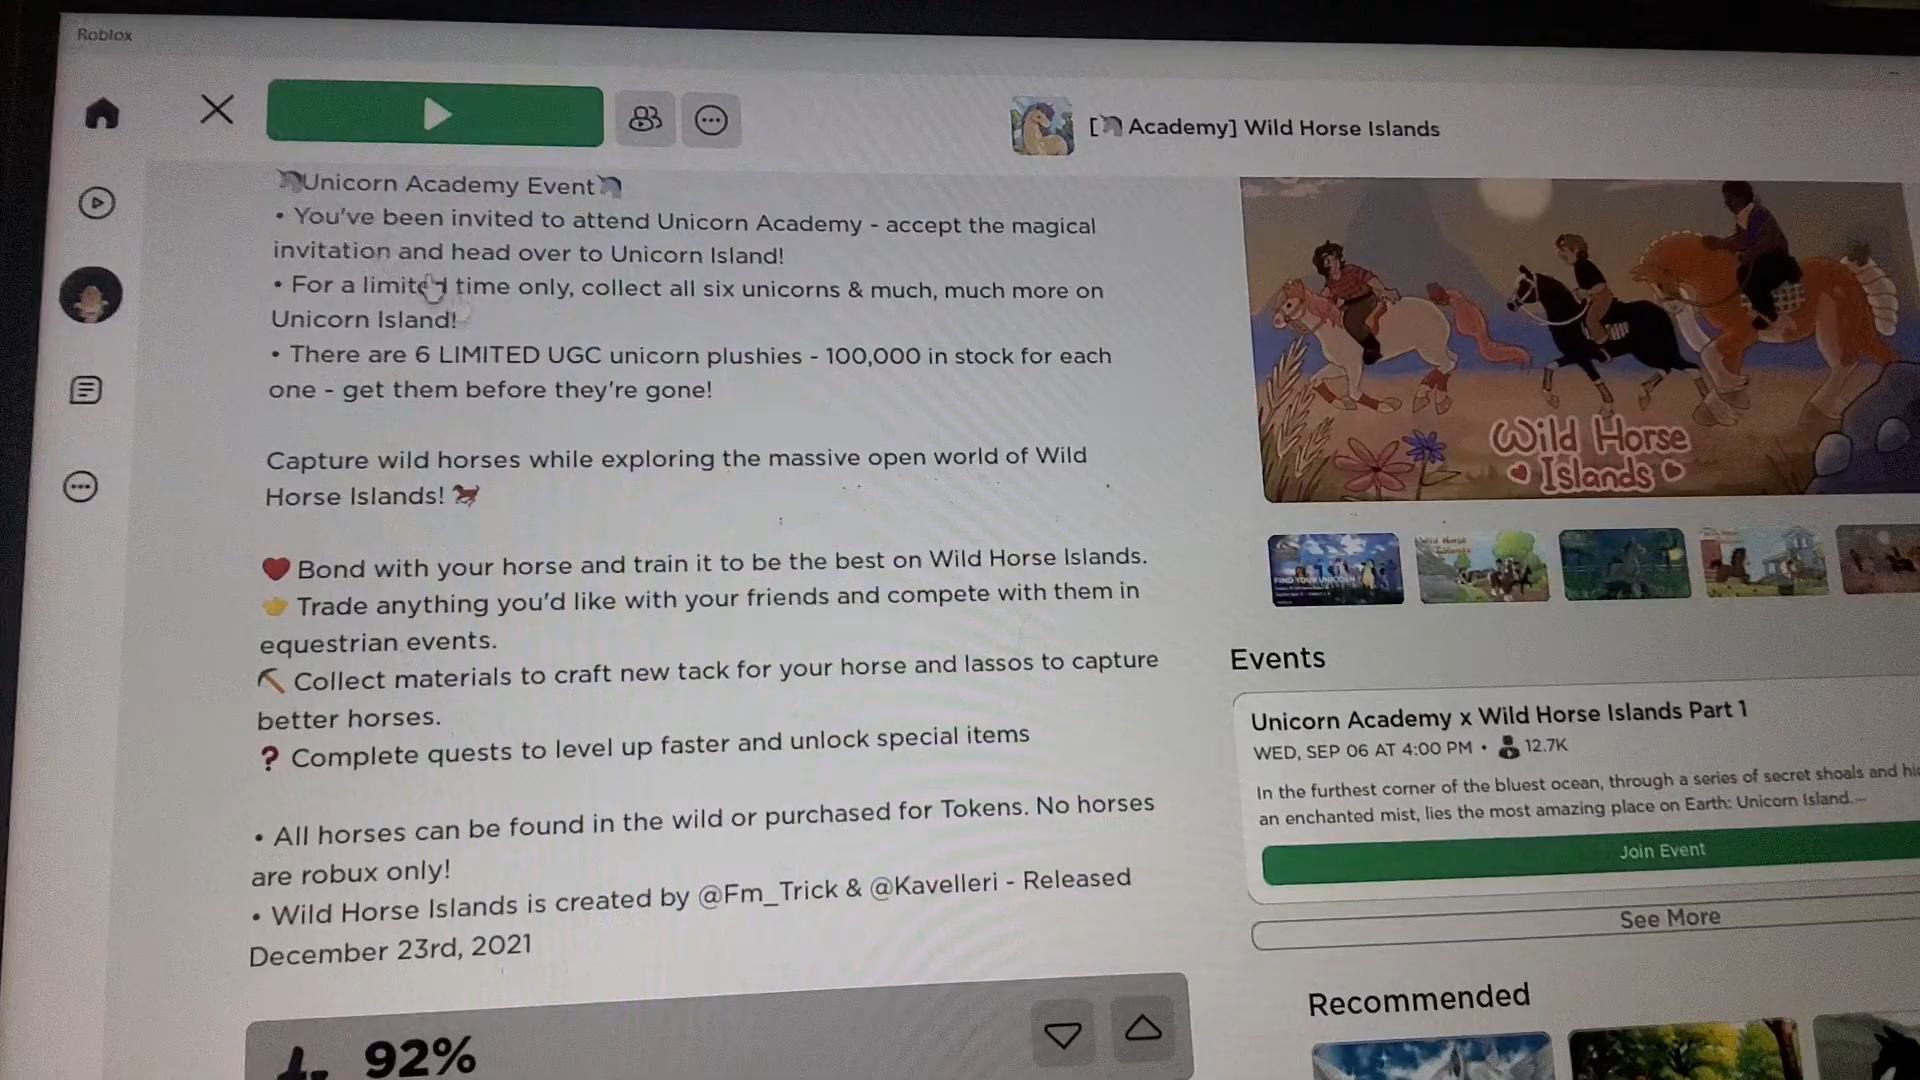 Roblox
[🦄 Academy] Wild Horse Islands
🦄Unicorn Academy Event🦄
• You've been invited to attend Unicorn Academy - accept the magical
invitation and head over to Unicorn Island!
• For a limited time only, collect all six unicorns & much, much more on
Unicorn Island!
• There are 6 LIMITED UGC unicorn plushies - 100,000 in stock for each
one - get them before they're gone!
Capture wild horses while exploring the massive open world of Wild
Horse Islands! 🐎
❤️ Bond with your horse and train it to be the best on Wild Horse Islands.
🤝 Trade anything you'd like with your friends and compete with them in
equestrian events.
⛏️ Collect materials to craft new tack for your horse and lassos to capture
better horses.
❓ Complete quests to level up faster and unlock special items
• All horses can be found in the wild or purchased for Tokens. No horses
are robux only!
• Wild Horse Islands is created by @Fm_Trick & @Kavelleri - Released
December 23rd, 2021
92%
Wild Horse
Islands
FIND YOUR UNICORN
Wild Horse
Islands
Events
Unicorn Academy x Wild Horse Islands Part 1
WED, SEP 06 AT 4:00 PM • 12.7K
In the furthest corner of the bluest ocean, through a series of secret shoals and
an enchanted mist, lies the most amazing place on Earth: Unicorn Island....
Join Event
See More
Recommended